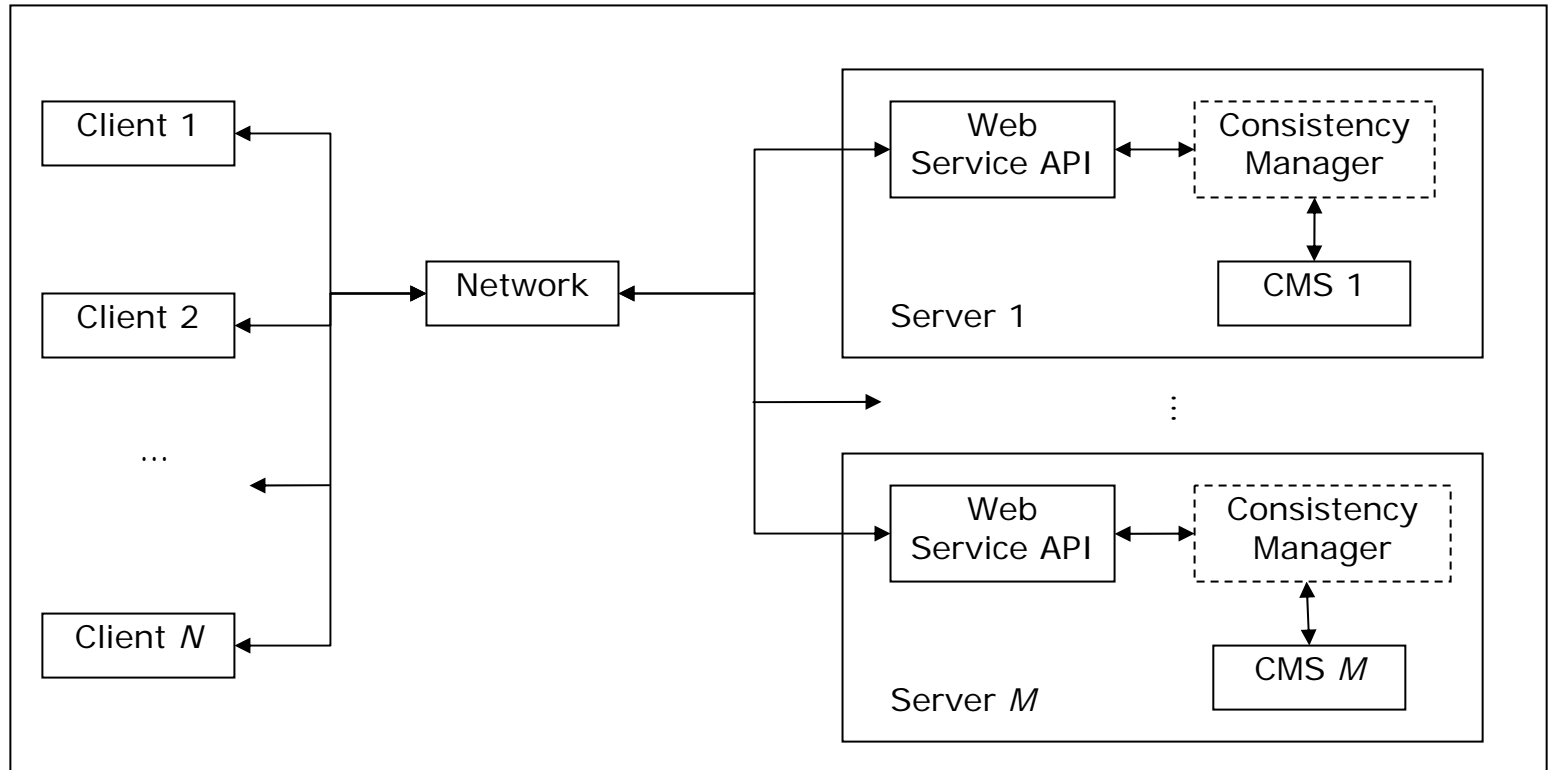 Client 1
Client 2
...
Client N
Network
Web
Service API
Consistency
Manager
CMS 1
Server 1
...
Web
Service API
Consistency
Manager
CMS M
Server M